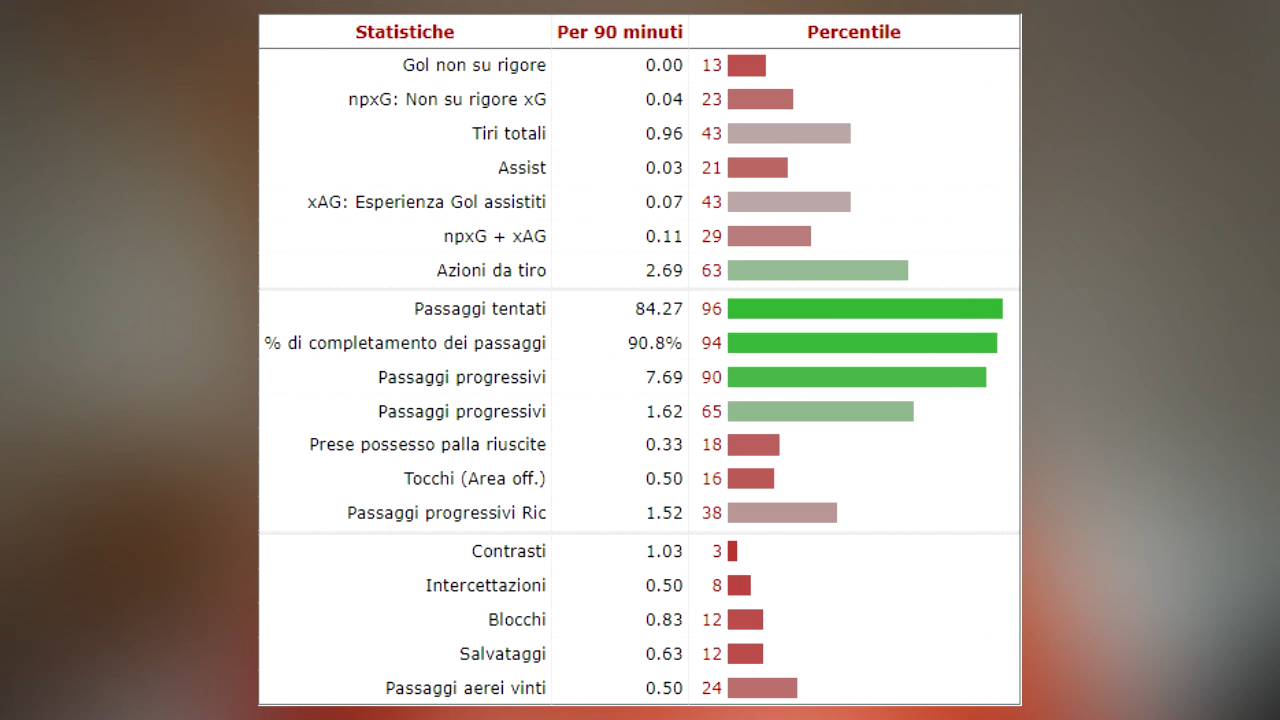 Statistiche Per 90 minuti Percentile
Gol non su rigore 0.00 13
npxG: Non su rigore xG 0.04 23
Tiri totali 0.96 43
Assist 0.03 21
xAG: Esperienza Gol assistiti 0.07 43
npxG + xAG 0.11 29
Azioni da tiro 2.69 63
Passaggi tentati 84.27 96
% di completamento dei passaggi 90.8% 94
Passaggi progressivi 7.69 90
Passaggi progressivi 1.62 65
Prese possesso palla riuscite 0.33 18
Tocchi (Area off.) 0.50 16
Passaggi progressivi Ric 1.52 38
Contrasti 1.03 3
Intercettazioni 0.50 8
Blocchi 0.83 12
Salvataggi 0.63 12
Passaggi aerei vinti 0.50 24